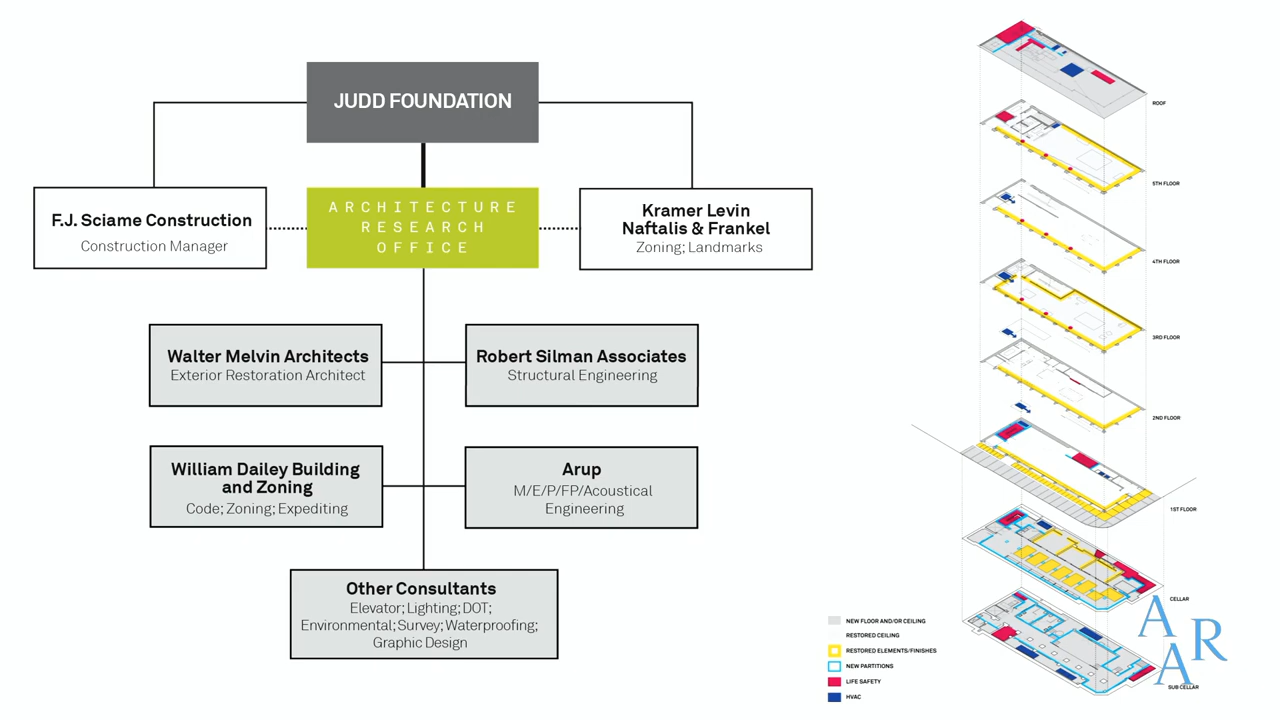 JUDD FOUNDATION
F.J. Sciame Construction
Construction Manager
ARCHITECTURE
RESEARCH
OFFICE
Kramer Levin
Naftalis & Frankel
Zoning; Landmarks
Walter Melvin Architects
Exterior Restoration Architect
Robert Silman Associates
Structural Engineering
William Dailey Building
and Zoning
Code; Zoning; Expediting
Arup
M/E/P/FP/Acoustical
Engineering
Other Consultants
Elevator; Lighting; DOT;
Environmental; Survey; Waterproofing;
Graphic Design
ROOF
5TH FLOOR
4TH FLOOR
3RD FLOOR
2ND FLOOR
1ST FLOOR
CELLAR
SUB CELLAR
NEW FLOOR AND/OR CEILING
RESTORED CEILING
RESTORED ELEMENTS/FINISHES
NEW PARTITIONS
LIFE SAFETY
HVAC
A
A
R